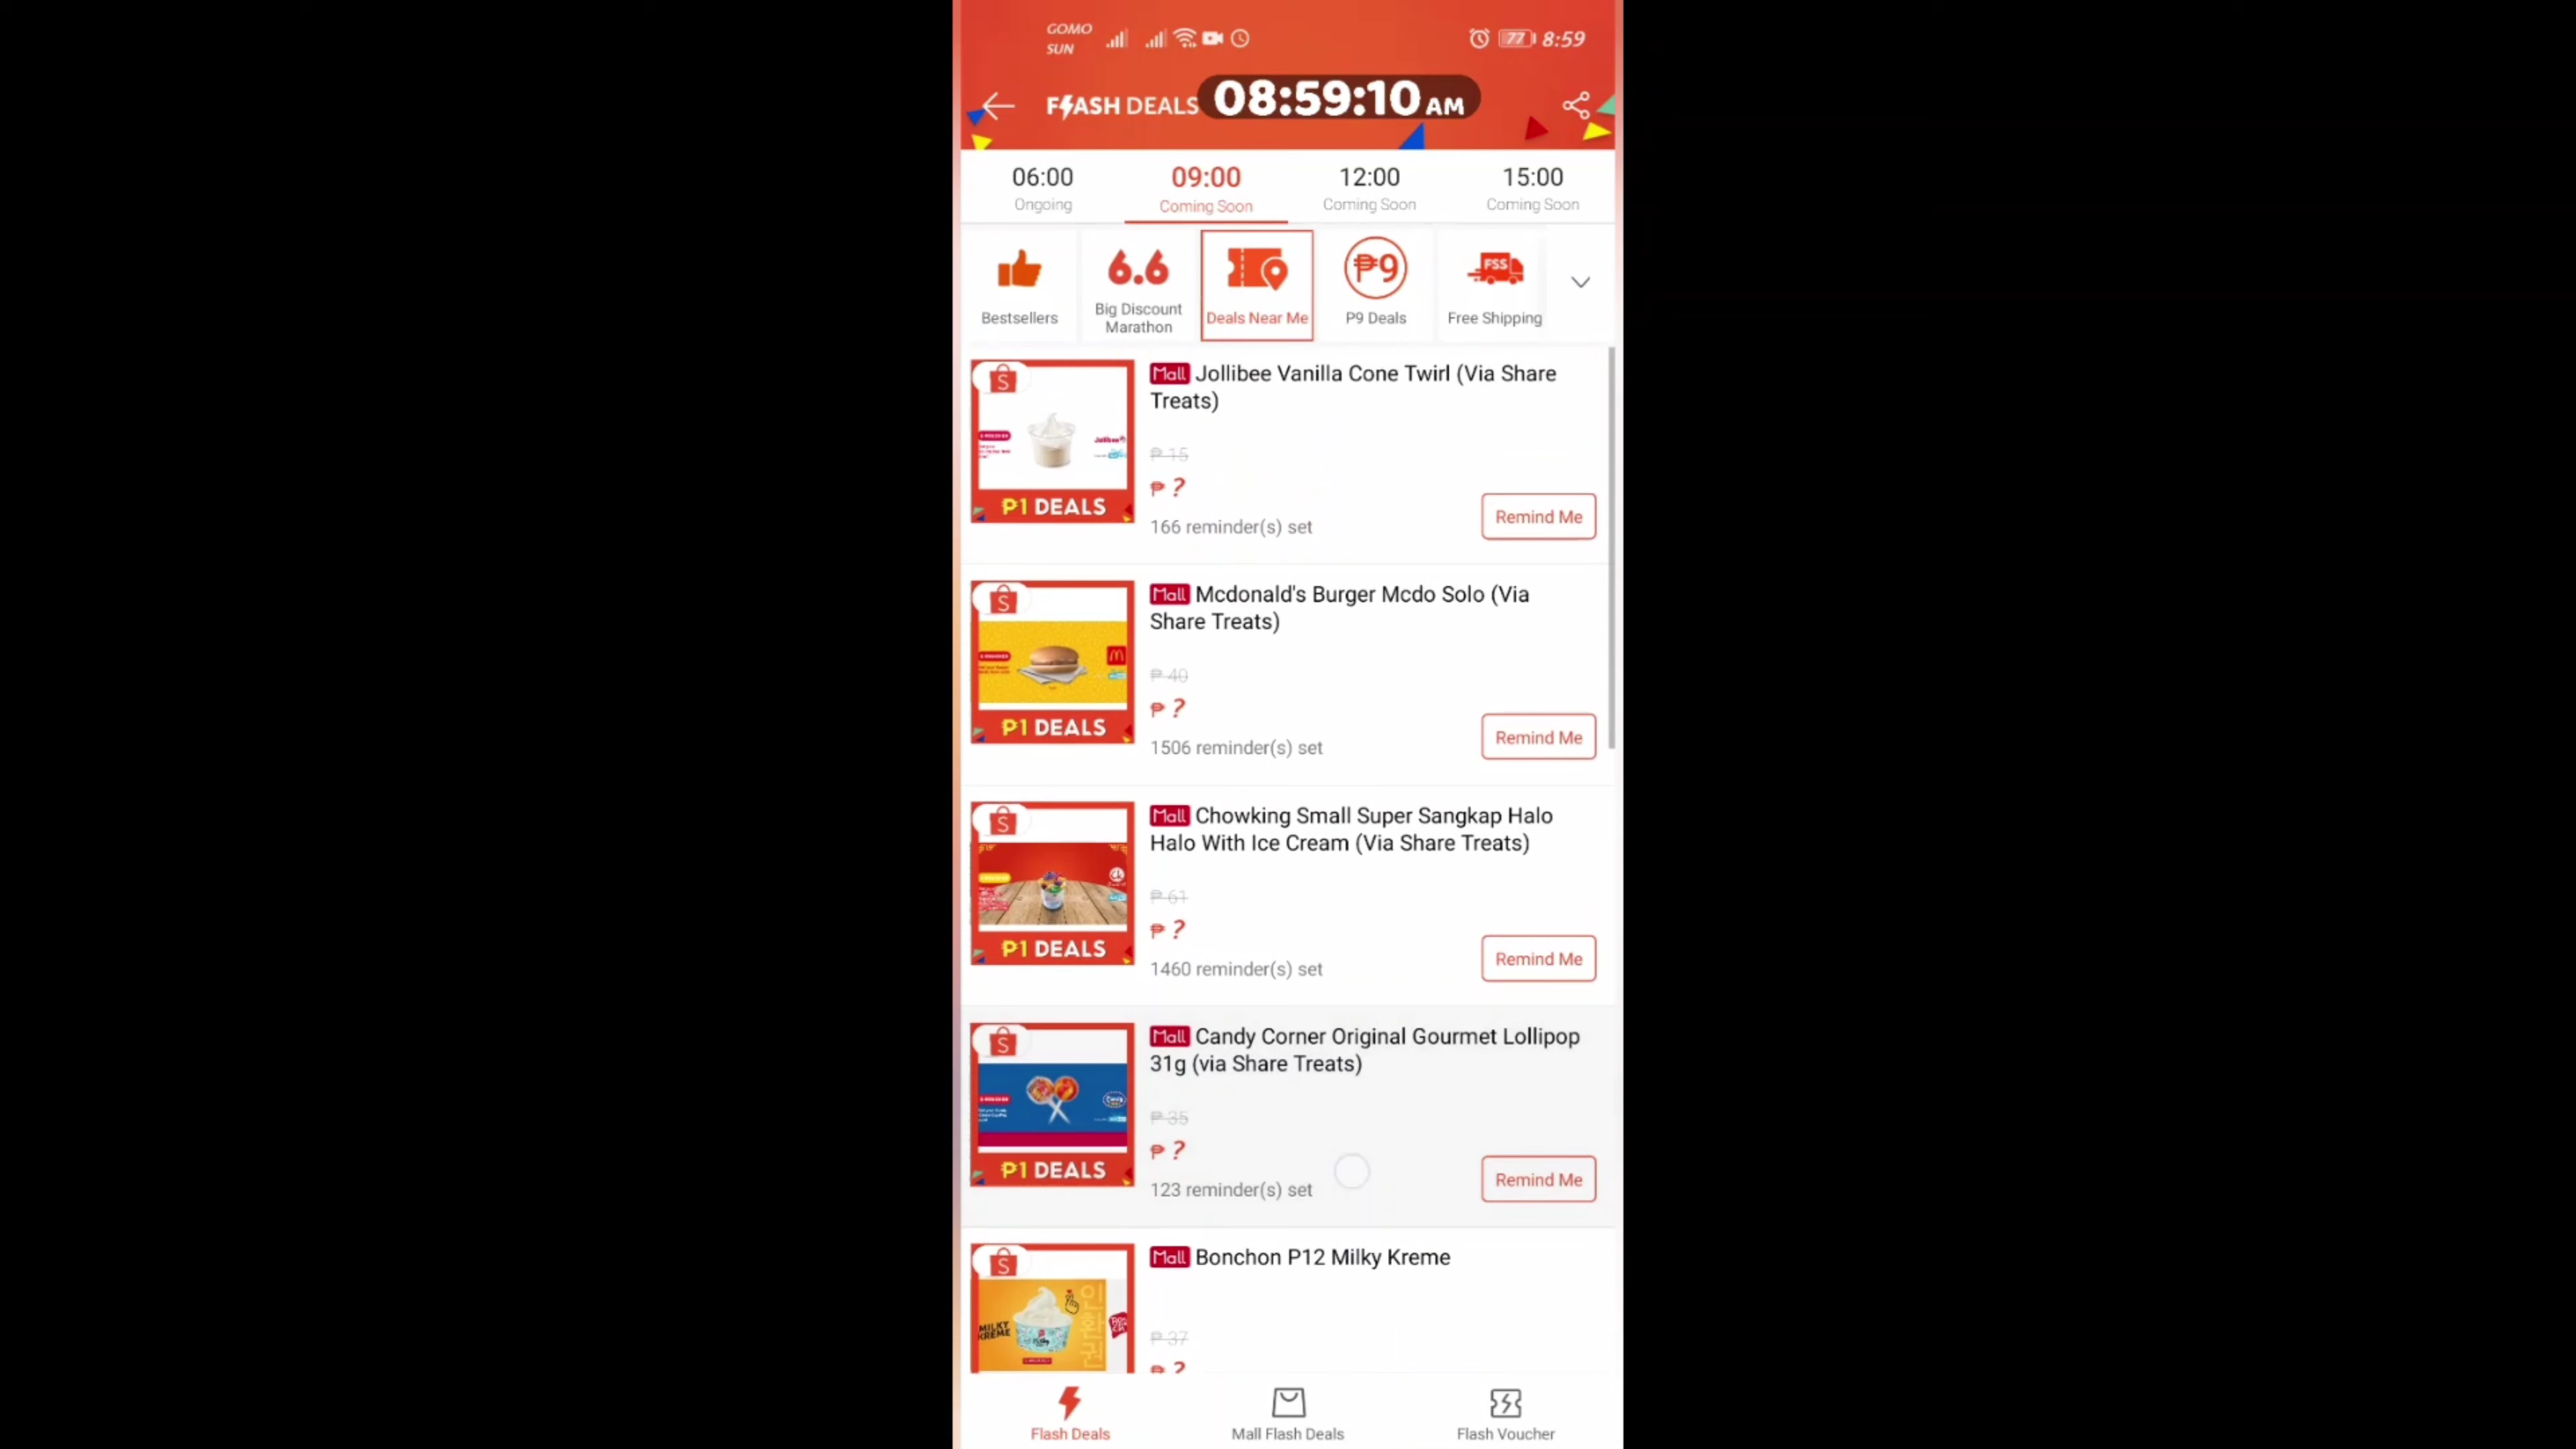 GOMO
SUN
77 8:59
FLASH DEALS
08:59:10 AM
06:00
Ongoing
09:00
Coming Soon
12:00
Coming Soon
15:00
Coming Soon
Bestsellers
6.6
Big Discount
Marathon
Deals Near Me
₱9
P9 Deals
FSS
Free Shipping
Mall Jollibee Vanilla Cone Twirl (Via Share
Treats)
₱ 15
₱ ?
166 reminder(s) set
Remind Me
₱1 DEALS
Mall Mcdonald's Burger Mcdo Solo (Via
Share Treats)
₱ 40
₱ ?
1506 reminder(s) set
Remind Me
₱1 DEALS
Mall Chowking Small Super Sangkap Halo
Halo With Ice Cream (Via Share Treats)
₱ 61
₱ ?
1460 reminder(s) set
Remind Me
₱1 DEALS
Mall Candy Corner Original Gourmet Lollipop
31g (via Share Treats)
₱ 35
₱ ?
123 reminder(s) set
Remind Me
₱1 DEALS
Mall Bonchon P12 Milky Kreme
MILKY
KREME
₱ 37
₱ ?
Flash Deals
Mall Flash Deals
Flash Voucher